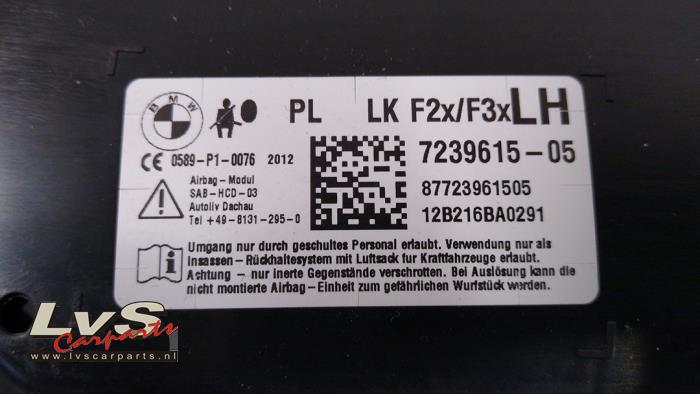 BMW
PL LK F2x/F3x LH
CE 0589-P1-0076 2012
7239615-05
Airbag-Modul
SAB-HCD-03
Autoliv Dachau
Tel +49-8131-295-0
87723961505
12B216BA0291
Umgang nur durch geschultes Personal erlaubt. Verwendung nur als
Insassen-Rückhaltesystem mit Luftsack für Kraftfahrzeuge erlaubt.
Achtung - nur inerte Gegenstände verschrotten. Bei Auslösung kann die
nicht montierte Airbag-Einheit zum gefährlichen Wurfstück werden.
LvS
Carparts
www.lvscarparts.nl